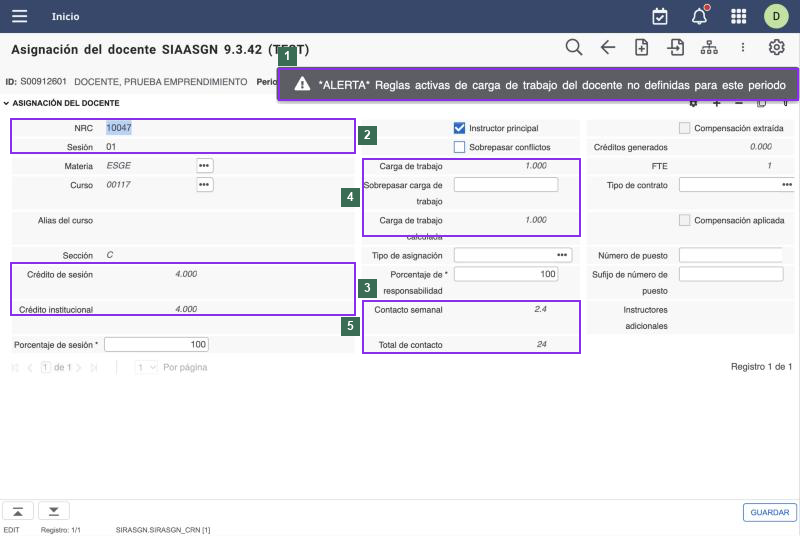 Inicio
D
Asignación del docente SIAASGN 9.3.42 (TEST)
1
ID: S00912601 DOCENTE, PRUEBA EMPRENDIMIENTO Perio
*ALERTA* Reglas activas de carga de trabajo del docente no definidas para este periodo
ASIGNACIÓN DEL DOCENTE
NRC 10047
2
Instructor principal
Compensación extraída
Sesión 01
Sobrepasar conflictos
Créditos generados 0.000
Materia ESGE •••
Carga de trabajo 1.000
FTE 1
Curso 00117 •••
4
Sobrepasar carga de
trabajo
Tipo de contrato •••
Alias del curso
Carga de trabajo 1.000
calculada
Compensación aplicada
Sección C
Tipo de asignación •••
Número de puesto
Crédito de sesión 4.000
3
Porcentaje de * 100
responsabilidad
Sufijo de número de
puesto
Crédito institucional 4.000
5
Contacto semanal 2.4
Instructores
adicionales
Porcentaje de sesión * 100
Total de contacto 24
1 de 1
1 Por página
Registro 1 de 1
GUARDAR
EDIT Registro: 1/1 SIRASGN.SIRASGN_CRN [1]